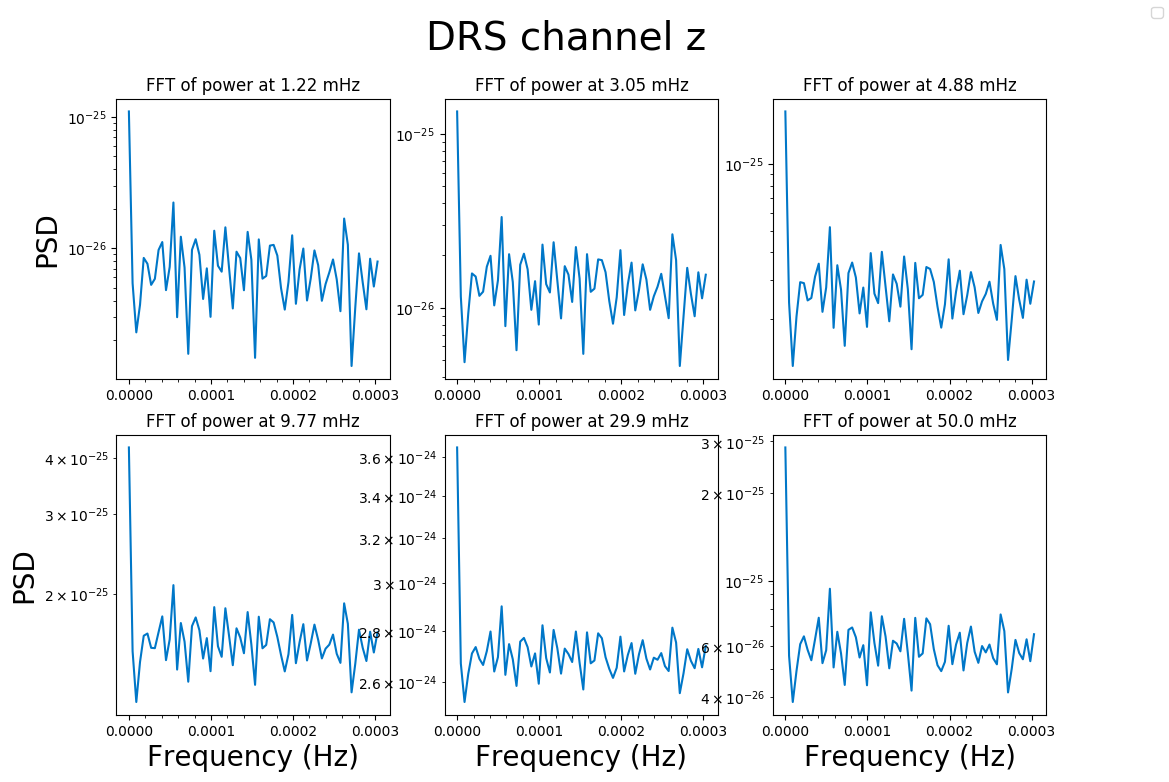 DRS channel z
FFT of power at 1.22 mHz
FFT of power at 3.05 mHz
FFT of power at 4.88 mHz
PSD
10⁻²⁵
10⁻²⁶
0.0000 0.0001 0.0002 0.0003
10⁻²⁵
10⁻²⁶
0.0000 0.0001 0.0002 0.0003
10⁻²⁵
0.0000 0.0001 0.0002 0.0003
FFT of power at 9.77 mHz
FFT of power at 29.9 mHz
FFT of power at 50.0 mHz
PSD
4 × 10⁻²⁵
3 × 10⁻²⁵
2 × 10⁻²⁵
0.0000 0.0001 0.0002 0.0003
Frequency (Hz)
3.6 × 10⁻²⁴
3.4 × 10⁻²⁴
3.2 × 10⁻²⁴
3 × 10⁻²⁴
2.8 × 10⁻²⁴
2.6 × 10⁻²⁴
0.0000 0.0001 0.0002 0.0003
Frequency (Hz)
3 × 10⁻²⁵
2 × 10⁻²⁵
10⁻²⁵
6 × 10⁻²⁶
4 × 10⁻²⁶
0.0000 0.0001 0.0002 0.0003
Frequency (Hz)